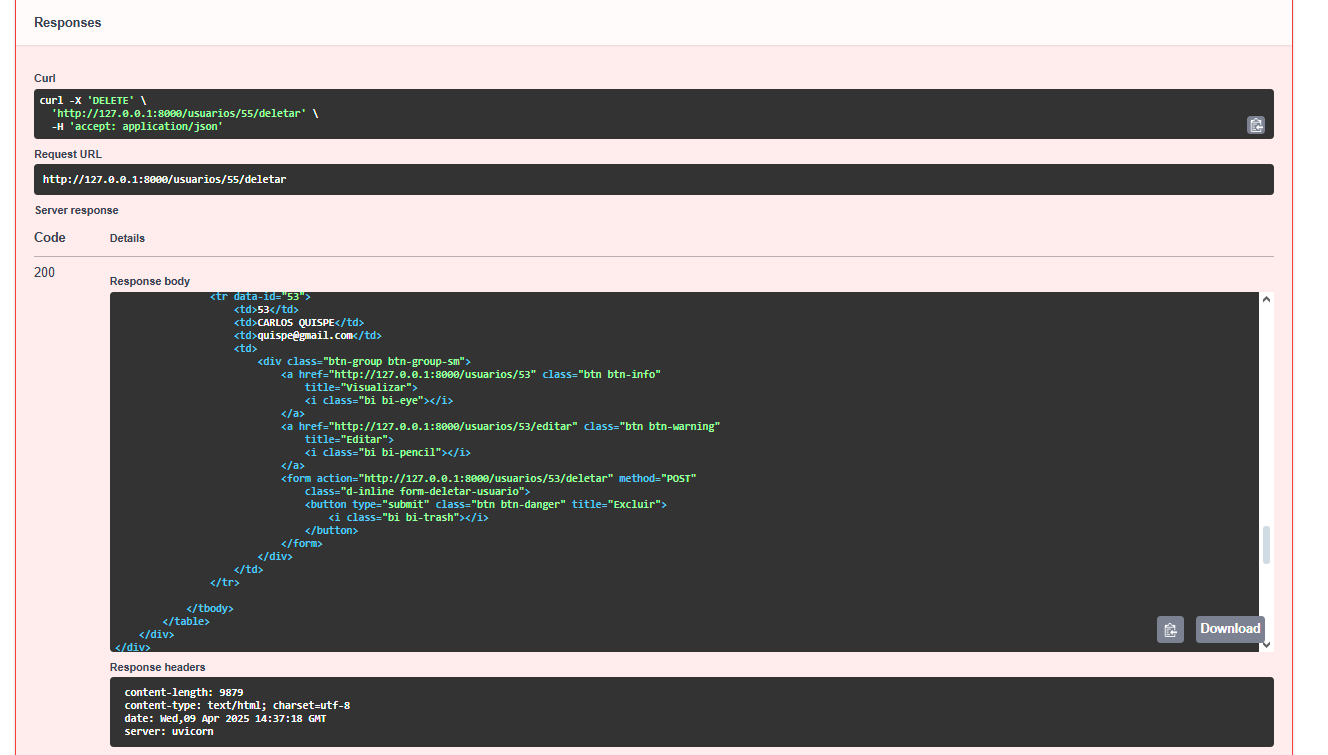 Responses
Curl
curl -X 'DELETE' \
'http://127.0.0.1:8000/usuarios/55/deletar' \
-H 'accept: application/json'
Request URL
http://127.0.0.1:8000/usuarios/55/deletar
Server response
Code Details
200
Response body
<tr data-id="53">
<td>53</td>
<td>CARLOS QUISPE</td>
<td>quispe@gmail.com</td>
<td>
<div class="btn-group btn-group-sm">
<a href="http://127.0.0.1:8000/usuarios/53" class="btn btn-info"
title="Visualizar">
<i class="bi bi-eye"></i>
</a>
<a href="http://127.0.0.1:8000/usuarios/53/editar" class="btn btn-warning"
title="Editar">
<i class="bi bi-pencil"></i>
</a>
<form action="http://127.0.0.1:8000/usuarios/53/deletar" method="POST"
class="d-inline form-deletar-usuario">
<button type="submit" class="btn btn-danger" title="Excluir">
<i class="bi bi-trash"></i>
</button>
</form>
</div>
</td>
</tr>
</tbody>
</table>
</div>
</div>
Download
Response headers
content-length: 9879
content-type: text/html; charset=utf-8
date: Wed,09 Apr 2025 14:37:18 GMT
server: uvicorn